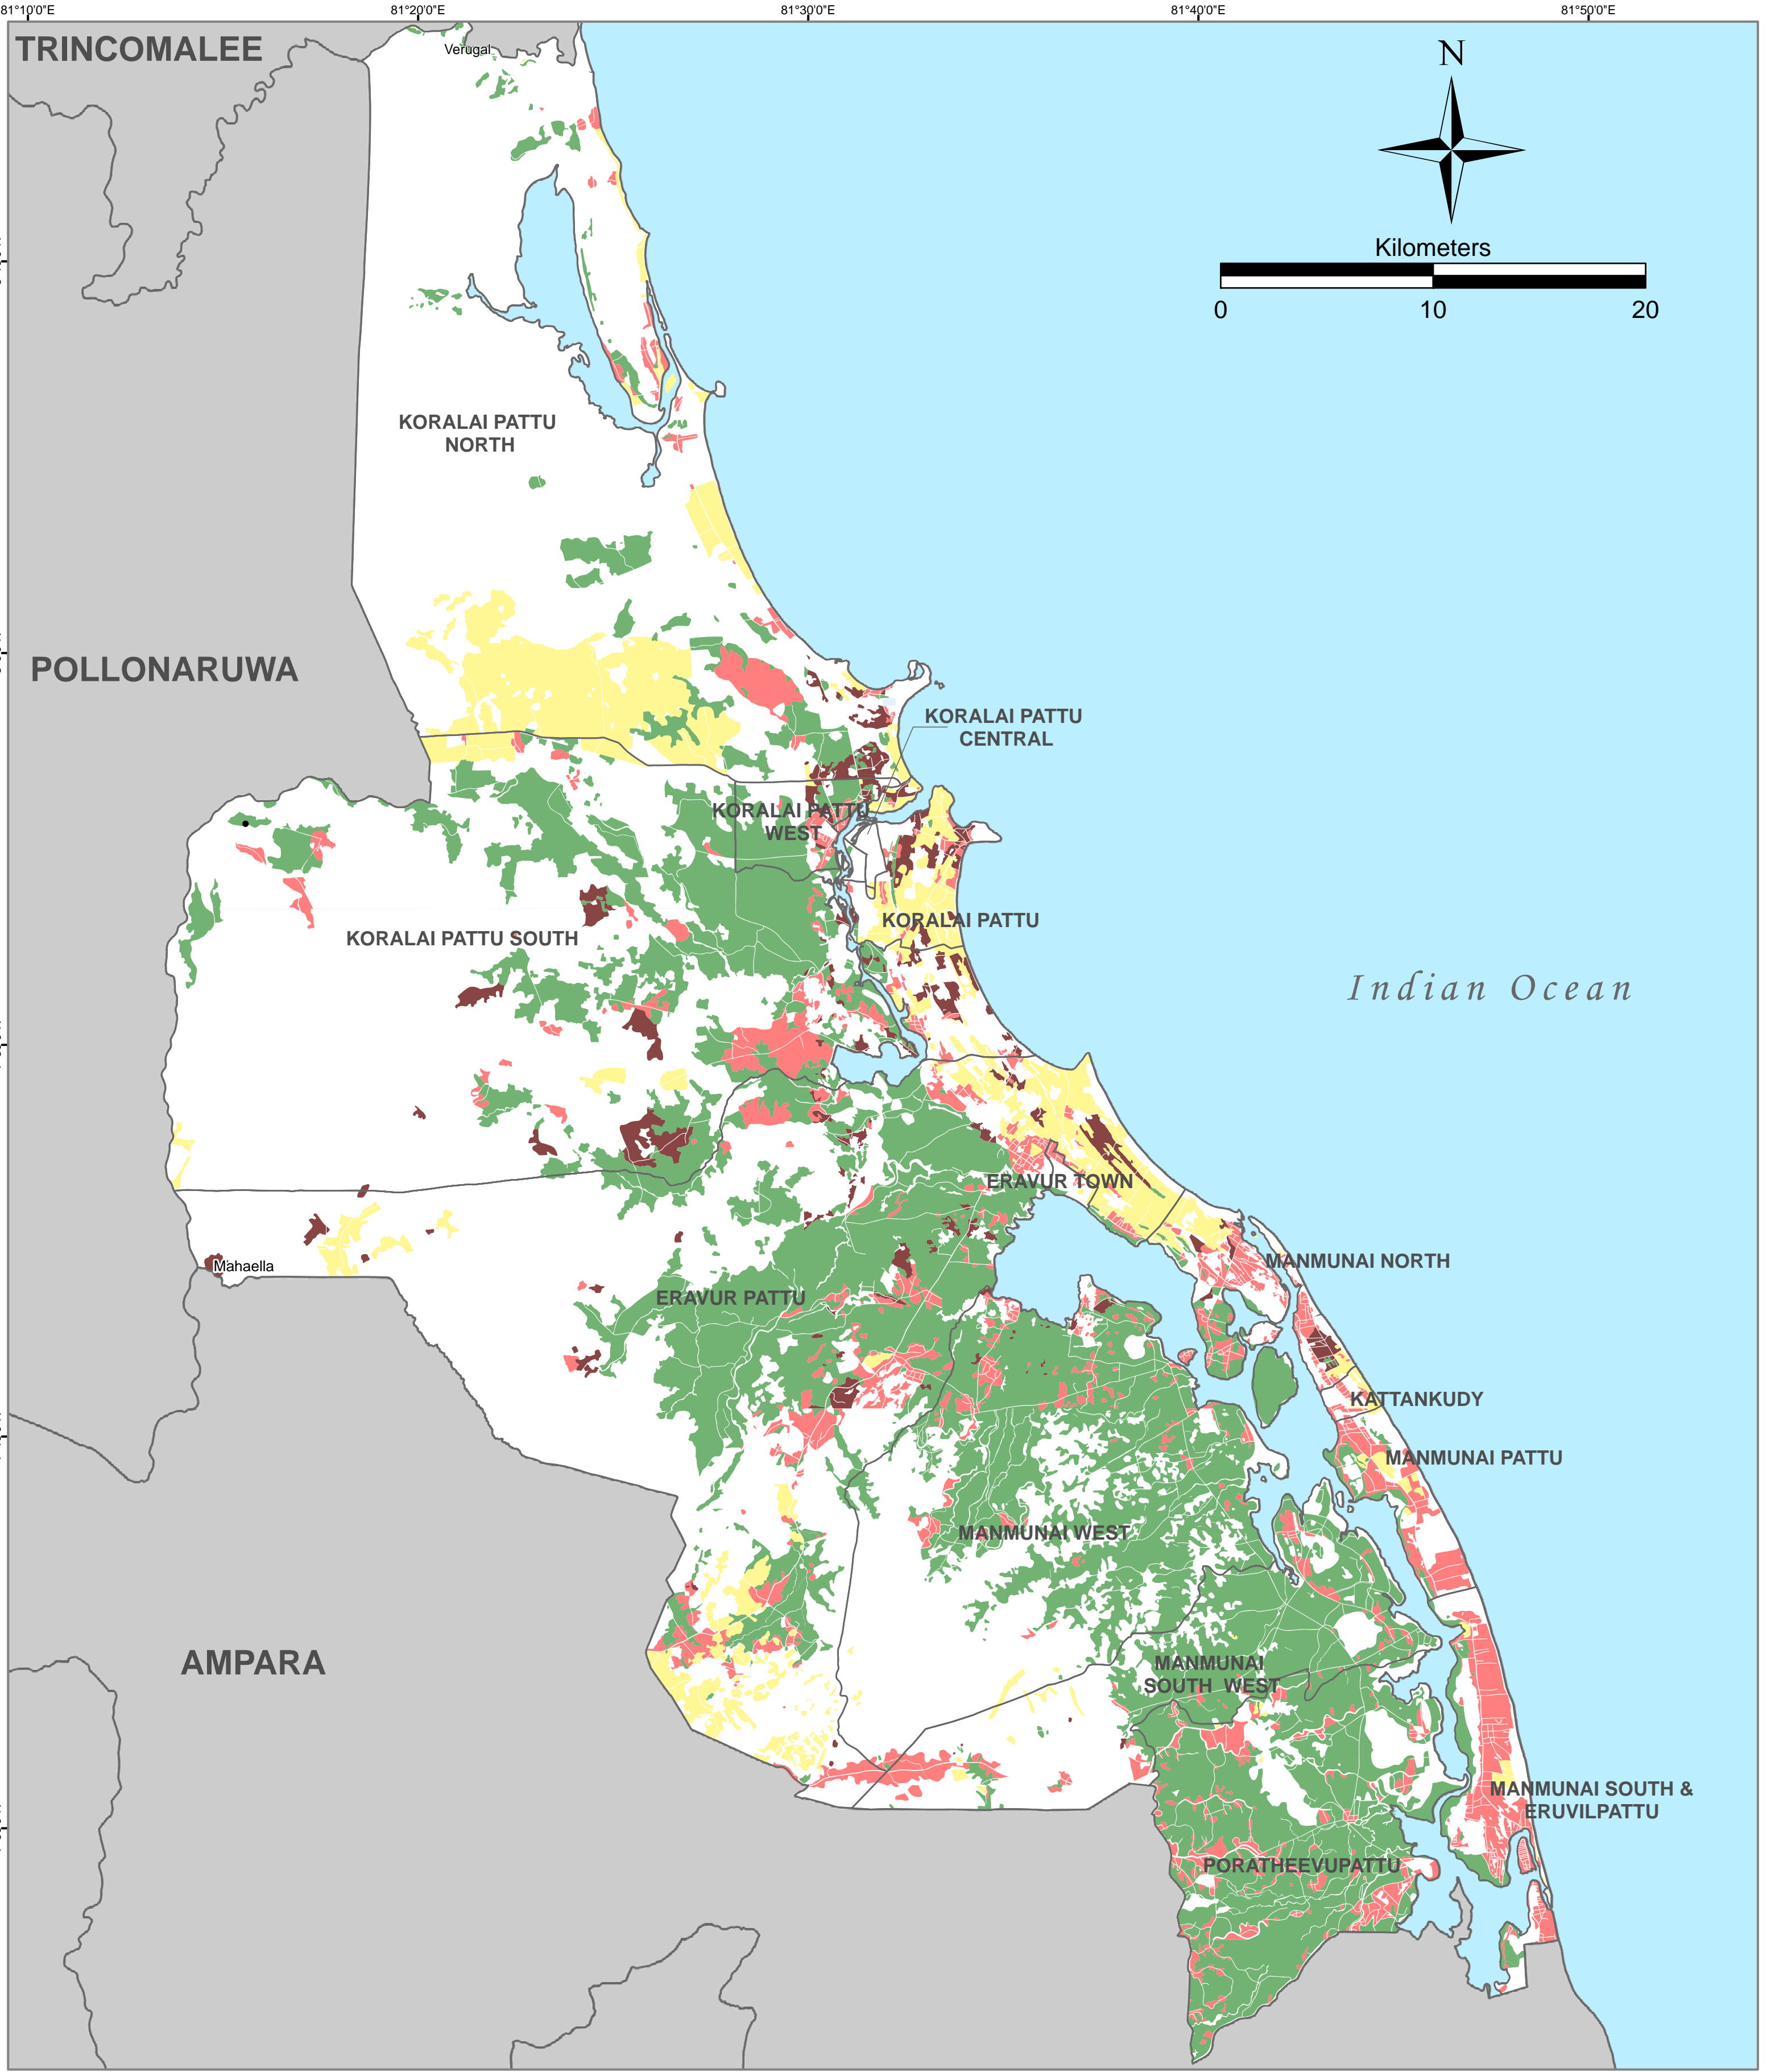 81°10'0"E
81°20'0"E
81°30'0"E
81°40'0"E
81°50'0"E
TRINCOMALEE
Verugal
N
Kilometers
0
10
20
KORALAI PATTU
NORTH
POLLONARUWA
KORALAI PATTU
CENTRAL
KORALAI PATTU
WEST
KORALAI PATTU
KORALAI PATTU SOUTH
Indian Ocean
ERAVUR TOWN
MANMUNAI NORTH
Mahaella
ERAVUR PATTU
KATTANKUDY
MANMUNAI PATTU
MANMUNAI WEST
AMPARA
MANMUNAI
SOUTH WEST
MANMUNAI SOUTH &
ERUVILPATTU
PORATHEEVUPATTU